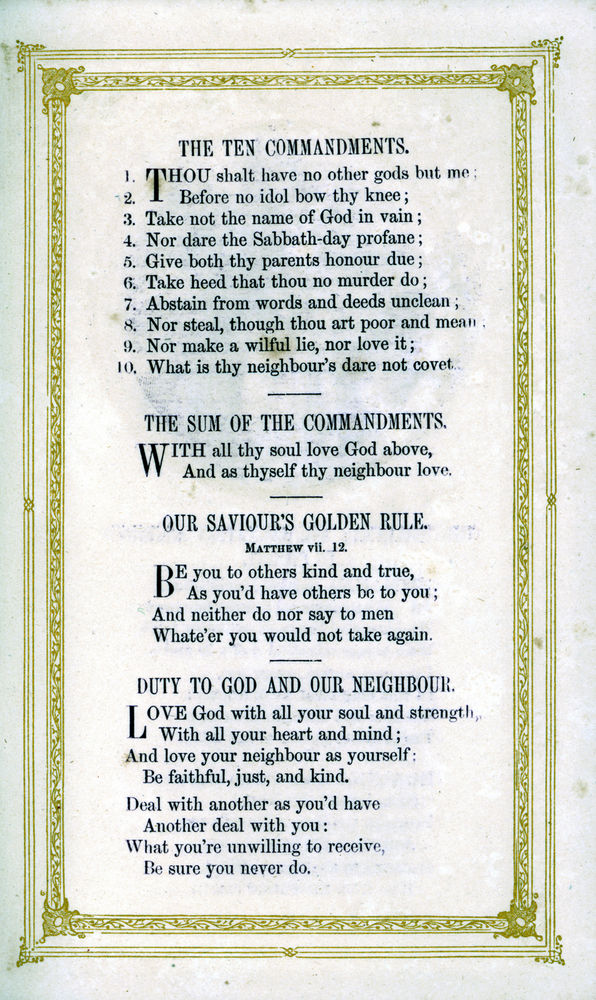 THE TEN COMMANDMENTS.
1. THOU shalt have no other gods but me;
2. Before no idol bow thy knee;
3. Take not the name of God in vain;
4. Nor dare the Sabbath-day profane;
5. Give both thy parents honour due;
6. Take heed that thou no murder do;
7. Abstain from words and deeds unclean;
8. Nor steal, though thou art poor and mean;
9. Nor make a wilful lie, nor love it;
10. What is thy neighbour's dare not covet.
THE SUM OF THE COMMANDMENTS.
WITH all thy soul love God above,
And as thyself thy neighbour love.
OUR SAVIOUR'S GOLDEN RULE.
MATTHEW vii. 12.
BE you to others kind and true,
As you'd have others be to you;
And neither do nor say to men
Whate'er you would not take again.
DUTY TO GOD AND OUR NEIGHBOUR.
LOVE God with all your soul and strength,
With all your heart and mind;
And love your neighbour as yourself:
Be faithful, just, and kind.
Deal with another as you'd have
Another deal with you:
What you're unwilling to receive,
Be sure you never do.